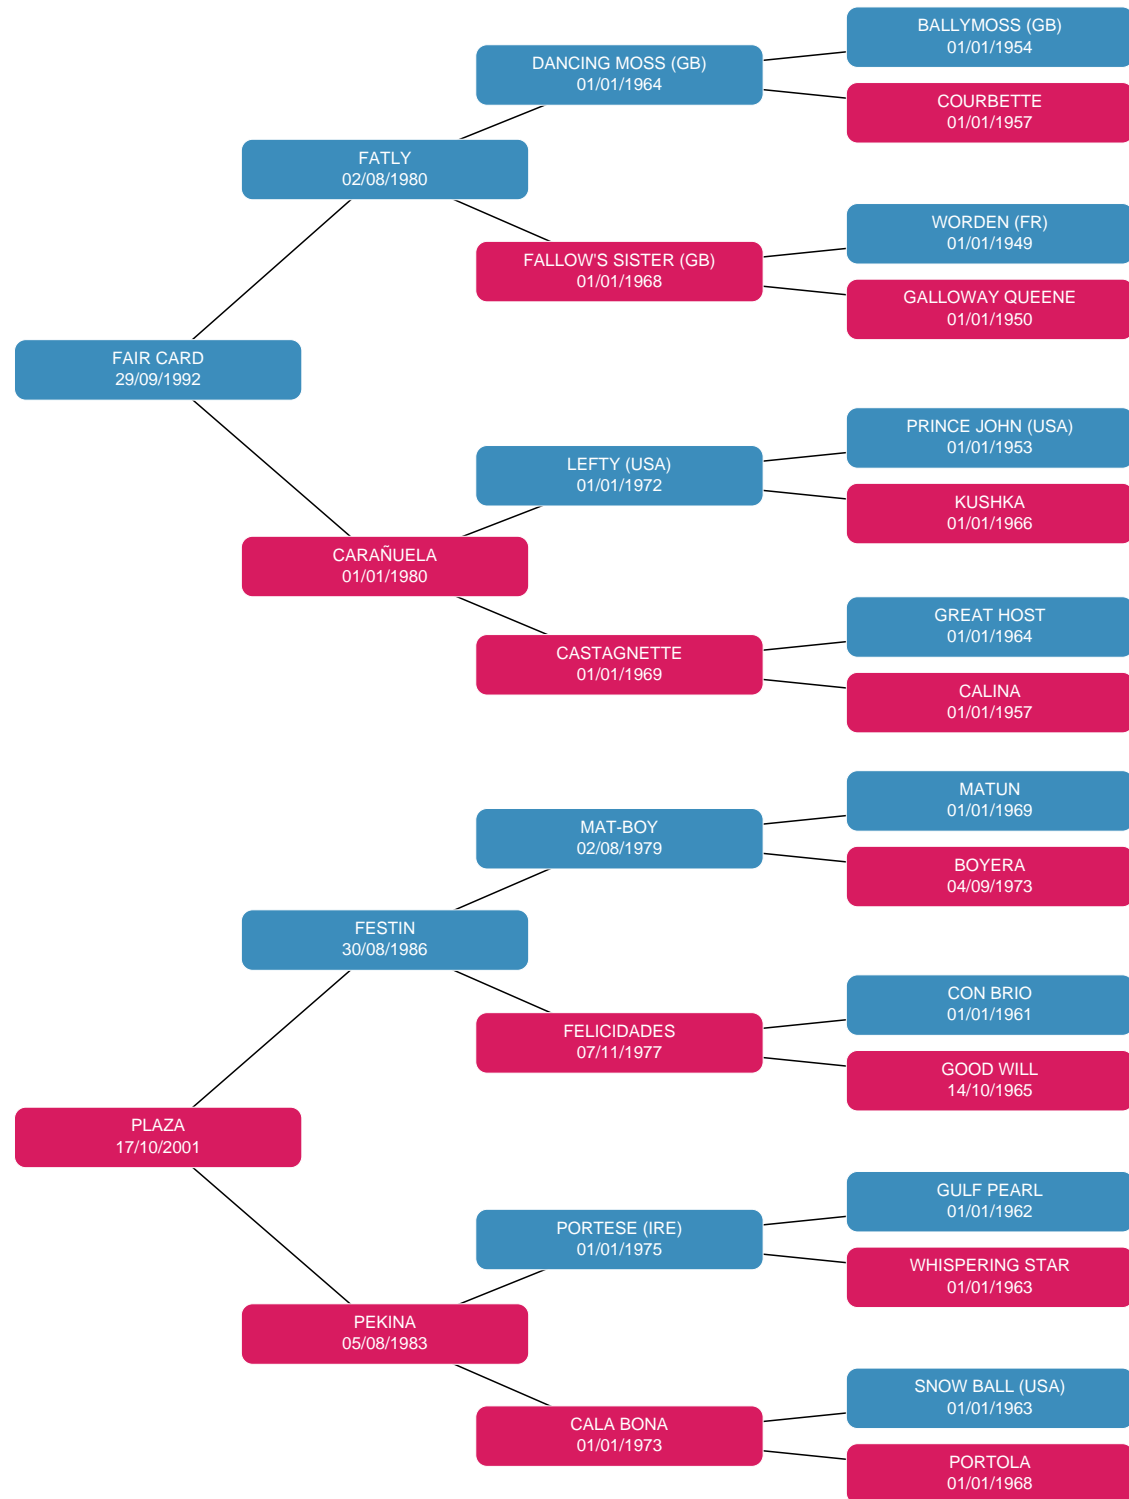 BALLYMOSS (GB)
01/01/1954
DANCING MOSS (GB)
01/01/1964
COURBETTE
01/01/1957
FATLY
02/08/1980
WORDEN (FR)
01/01/1949
FALLOW'S SISTER (GB)
01/01/1968
GALLOWAY QUEENE
01/01/1950
FAIR CARD
29/09/1992
PRINCE JOHN (USA)
01/01/1953
LEFTY (USA)
01/01/1972
KUSHKA
01/01/1966
CARAÑUELA
01/01/1980
GREAT HOST
01/01/1964
CASTAGNETTE
01/01/1969
CALINA
01/01/1957
MATUN
01/01/1969
MAT-BOY
02/08/1979
BOYERA
04/09/1973
FESTIN
30/08/1986
CON BRIO
01/01/1961
FELICIDADES
07/11/1977
GOOD WILL
14/10/1965
PLAZA
17/10/2001
GULF PEARL
01/01/1962
PORTESE (IRE)
01/01/1975
WHISPERING STAR
01/01/1963
PEKINA
05/08/1983
SNOW BALL (USA)
01/01/1963
CALA BONA
01/01/1973
PORTOLA
01/01/1968